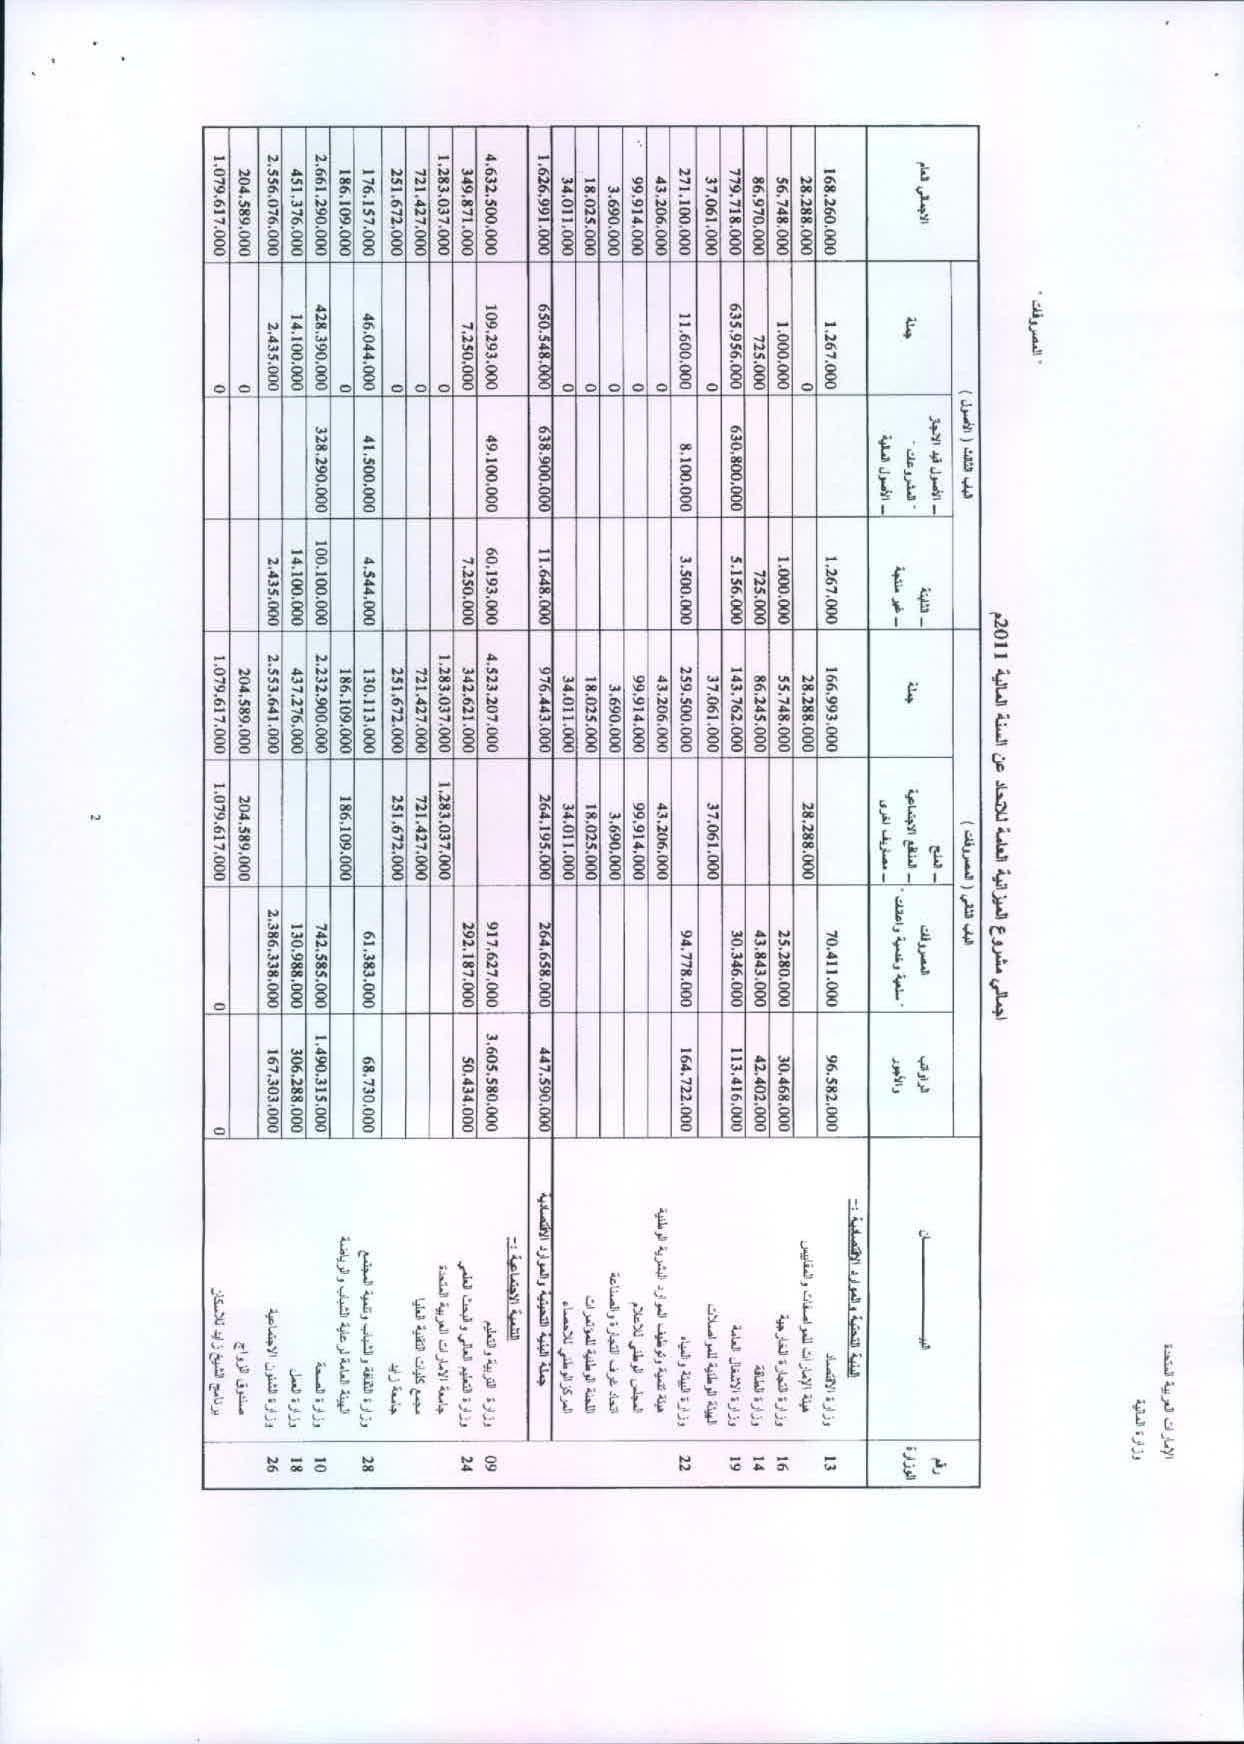 الإمارات العربية المتحدة
وزارة المالية
" المصروفات "
اجمالي مشروع الميزانية العامة للاتحاد عن السنة المالية 2011م
رقم الوزارة البيــــــــان الباب الثاني ( المصروفات ) الباب الثالث ( الأصول ) الاجمالي العام
الرواتب والأجور المصروفات " سلعية وخدمية واعانات " – المنح – المنافع الاجتماعية – مصاريف اخرى جملة – الثابتة – غير منتجة – الأصول قيد الانجاز " المشروعات " – الأصول المالية جملة
البنية التحتية والموارد الاقتصادية :-
13 وزارة الاقتصاد 96.582.000 70.411.000 166.993.000 1.267.000 1.267.000 168.260.000
هيئة الإمارات للمواصفات والمقاييس 28.288.000 28.288.000 0 28.288.000
16 وزارة التجارة الخارجية 30.468.000 25.280.000 55.748.000 1.000.000 1.000.000 56.748.000
14 وزارة الطاقة 42.402.000 43.843.000 86.245.000 725.000 725.000 86.970.000
19 وزارة الاشغال العامة 113.416.000 30.346.000 143.762.000 5.156.000 630.800.000 635.956.000 779.718.000
الهيئة الوطنية للمواصلات 37.061.000 37.061.000 0 37.061.000
22 وزارة البيئة والمياه 164.722.000 94.778.000 259.500.000 3.500.000 8.100.000 11.600.000 271.100.000
هيئة تنمية وتوظيف الموارد البشرية الوطنية 43.206.000 43.206.000 0 43.206.000
المجلس الوطني للاعلام 99.914.000 99.914.000 0 99.914.000
اتحاد غرف التجارة والصناعة 3.690.000 3.690.000 0 3.690.000
اللجنة الوطنية للمؤتمرات 18.025.000 18.025.000 0 18.025.000
المركز الوطني للاحصاء 34.011.000 34.011.000 0 34.011.000
جملة البنية التحتية والموارد الاقتصادية 447.590.000 264.658.000 264.195.000 976.443.000 11.648.000 638.900.000 650.548.000 1.626.991.000
التنمية الاجتماعية :-
09 وزارة التربية والتعليم 3.605.580.000 917.627.000 4.523.207.000 60.193.000 49.100.000 109.293.000 4.632.500.000
24 وزارة التعليم العالي والبحث العلمي 50.434.000 292.187.000 342.621.000 7.250.000 7.250.000 349.871.000
جامعة الامارات العربية المتحدة 1.283.037.000 1.283.037.000 0 1.283.037.000
مجمع كليات التقنية العليا 721.427.000 721.427.000 0 721.427.000
جامعة زايد 251.672.000 251.672.000 0 251.672.000
28 وزارة الثقافة والشباب وتنمية المجتمع 68.730.000 61.383.000 130.113.000 4.544.000 41.500.000 46.044.000 176.157.000
الهيئة العامة لرعاية الشباب والرياضة 186.109.000 186.109.000 0 186.109.000
10 وزارة الصحة 1.490.315.000 742.585.000 2.232.900.000 100.100.000 328.290.000 428.390.000 2.661.290.000
18 وزارة العمل 306.288.000 130.988.000 437.276.000 14.100.000 14.100.000 451.376.000
26 وزارة الشئون الاجتماعية 167.303.000 2.386.338.000 2.553.641.000 2.435.000 2.435.000 2.556.076.000
صندوق الزواج 204.589.000 204.589.000 0 204.589.000
برنامج الشيخ زايد للاسكان 0 0 1.079.617.000 1.079.617.000 0 1.079.617.000
2